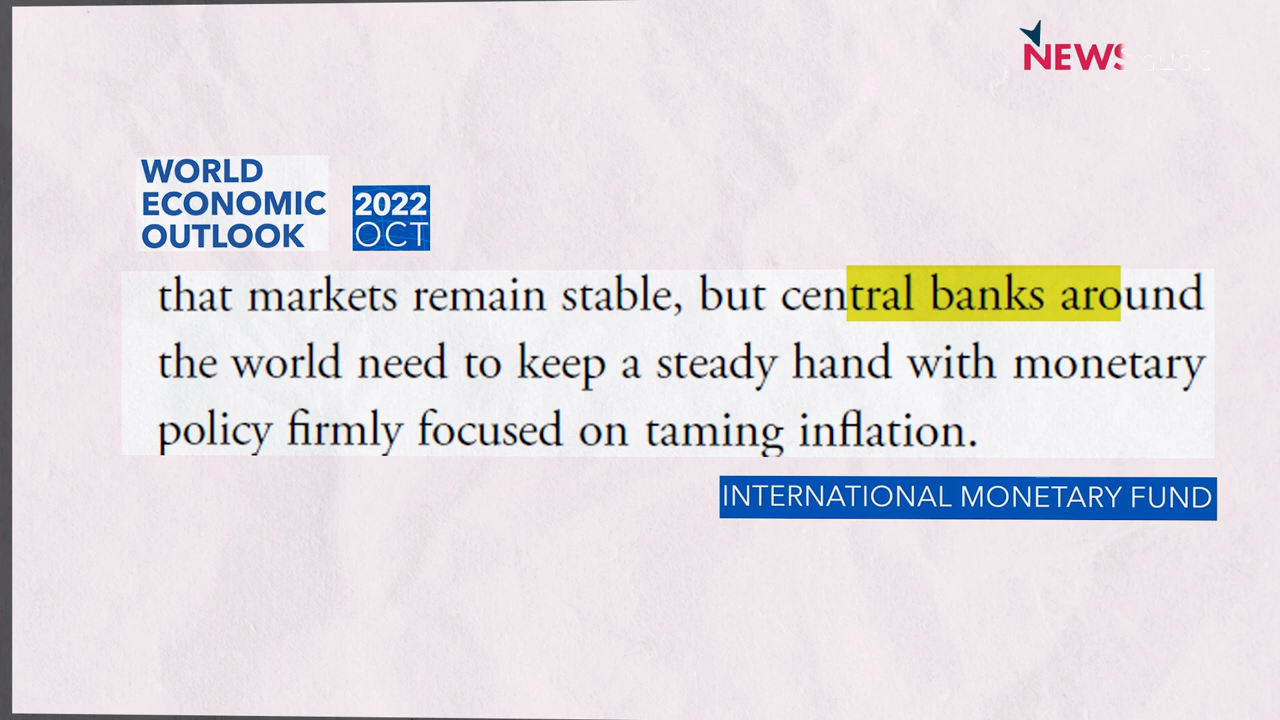 NEWS
WORLD
ECONOMIC
OUTLOOK
2022
OCT
that markets remain stable, but central banks around
the world need to keep a steady hand with monetary
policy firmly focused on taming inflation.
INTERNATIONAL MONETARY FUND